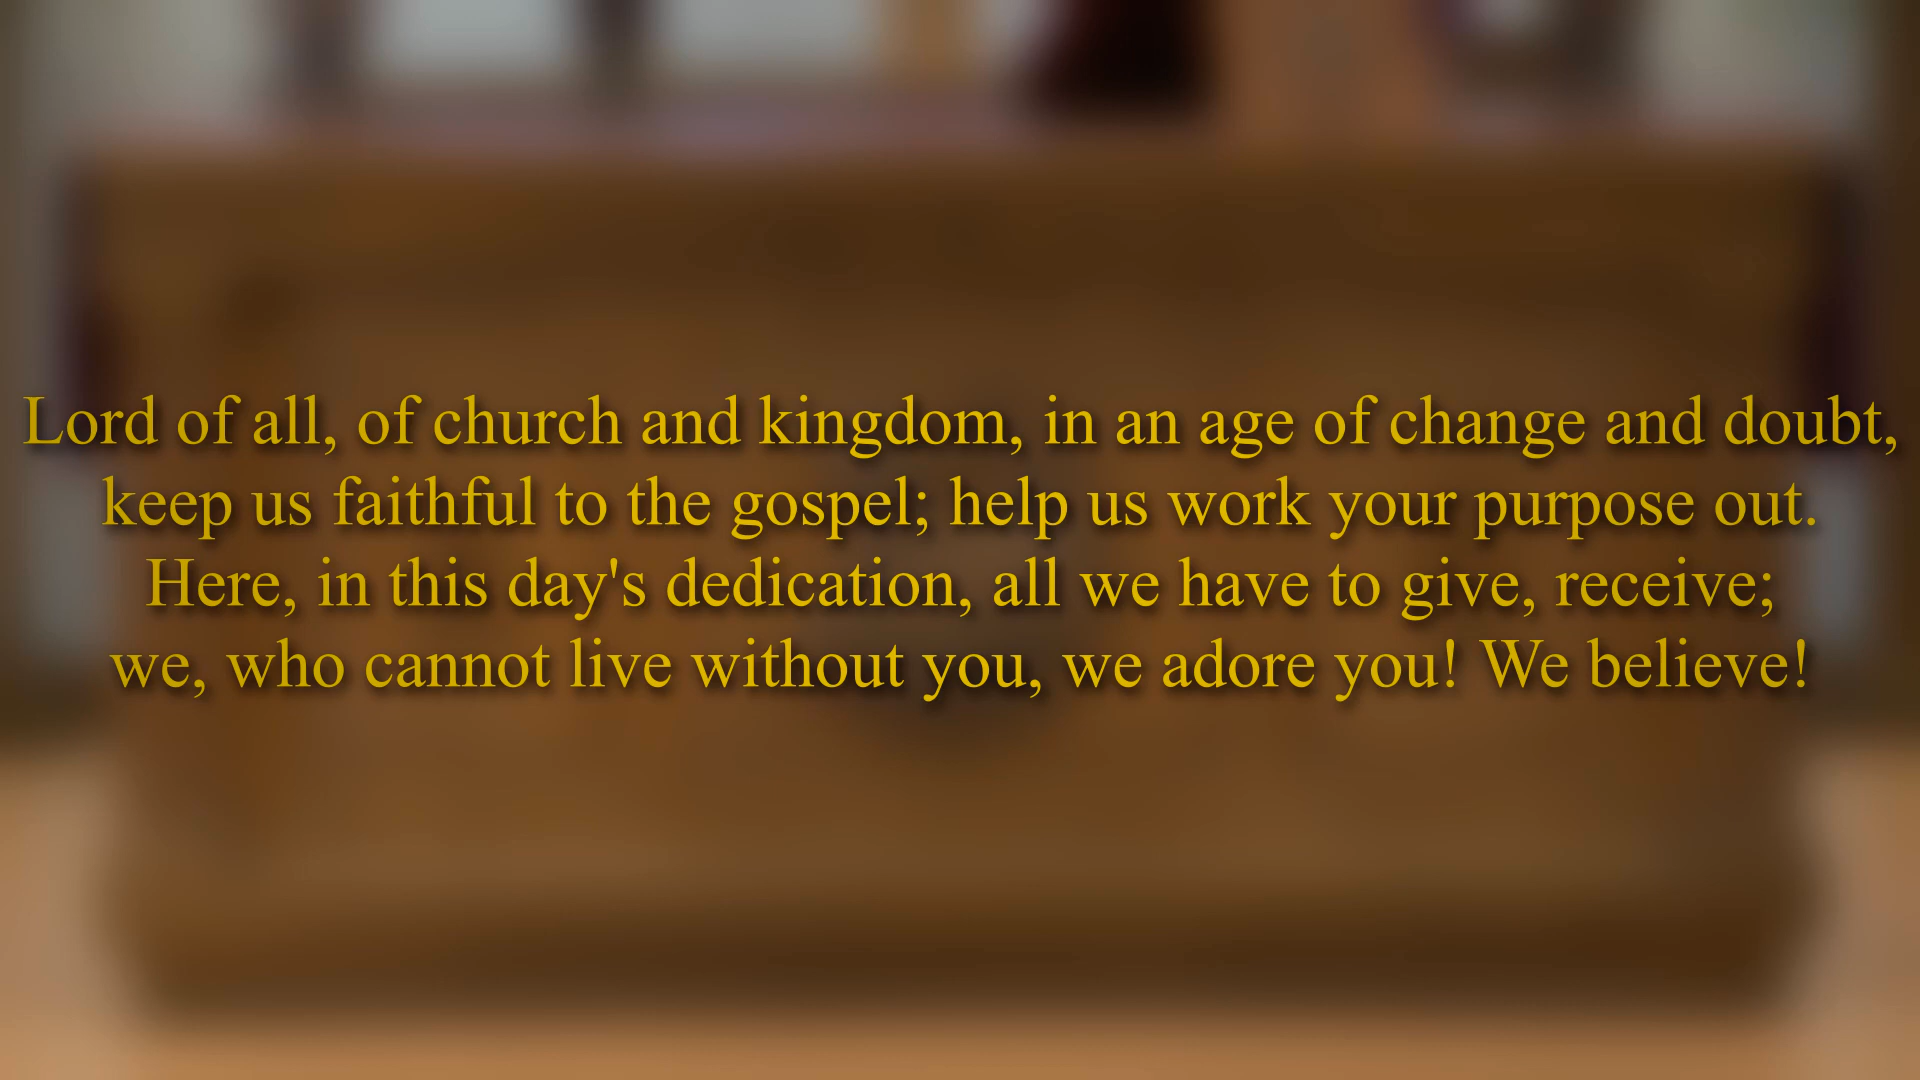 Lord of all, of church and kingdom, in an age of change and doubt,
keep us faithful to the gospel; help us work your purpose out.
Here, in this day's dedication, all we have to give, receive;
we, who cannot live without you, we adore you! We believe!